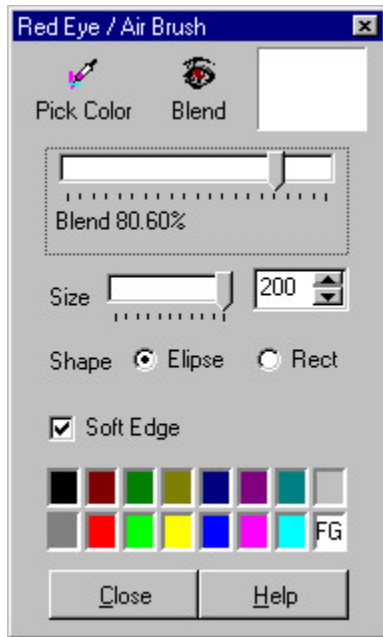 Red Eye / Air Brush
Pick Color Blend
Blend 80.60%
Size 200
Shape Elipse Rect
Soft Edge
FG
Close Help